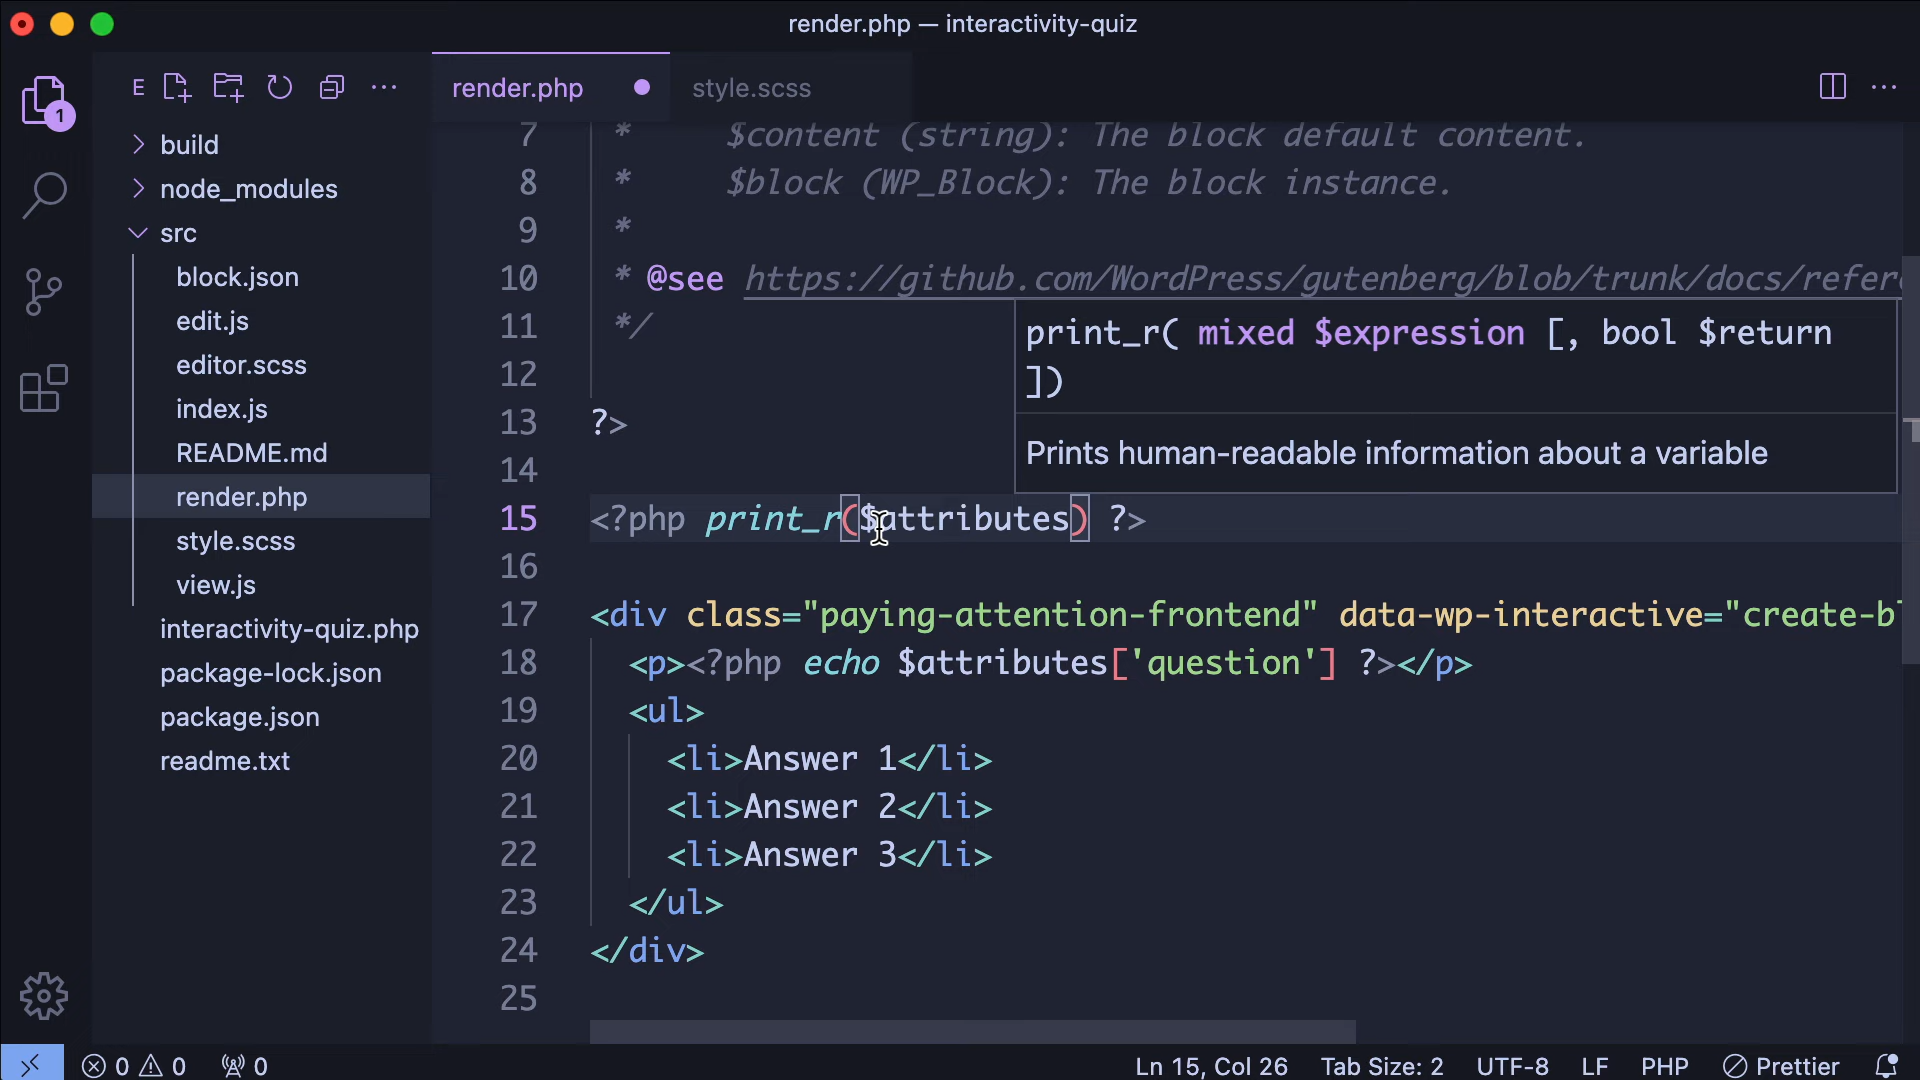 render.php — interactivity-quiz
1
E
render.php
style.scss
build
node_modules
src
block.json
edit.js
editor.scss
index.js
README.md
render.php
style.scss
view.js
interactivity-quiz.php
package-lock.json
package.json
readme.txt
7 * $content (string): The block default content.
8 * $block (WP_Block): The block instance.
9 *
10 * @see https://github.com/WordPress/gutenberg/blob/trunk/docs/refer
11 */
12
13 ?>
14
15 <?php print_r($attributes) ?>
16
17 <div class="paying-attention-frontend" data-wp-interactive="create-b
18 <p><?php echo $attributes['question'] ?></p>
19 <ul>
20 <li>Answer 1</li>
21 <li>Answer 2</li>
22 <li>Answer 3</li>
23 </ul>
24 </div>
25
print_r( mixed $expression [, bool $return
])
Prints human-readable information about a variable
0 0 0 Ln 15, Col 26 Tab Size: 2 UTF-8 LF PHP Prettier